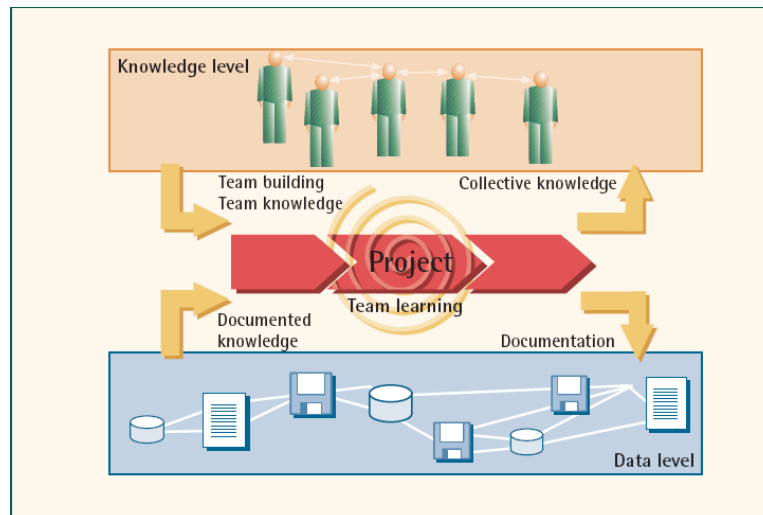 Knowledge level
Team building
Team knowledge
Collective knowledge
Project
Team learning
Documented
knowledge
Documentation
Data level